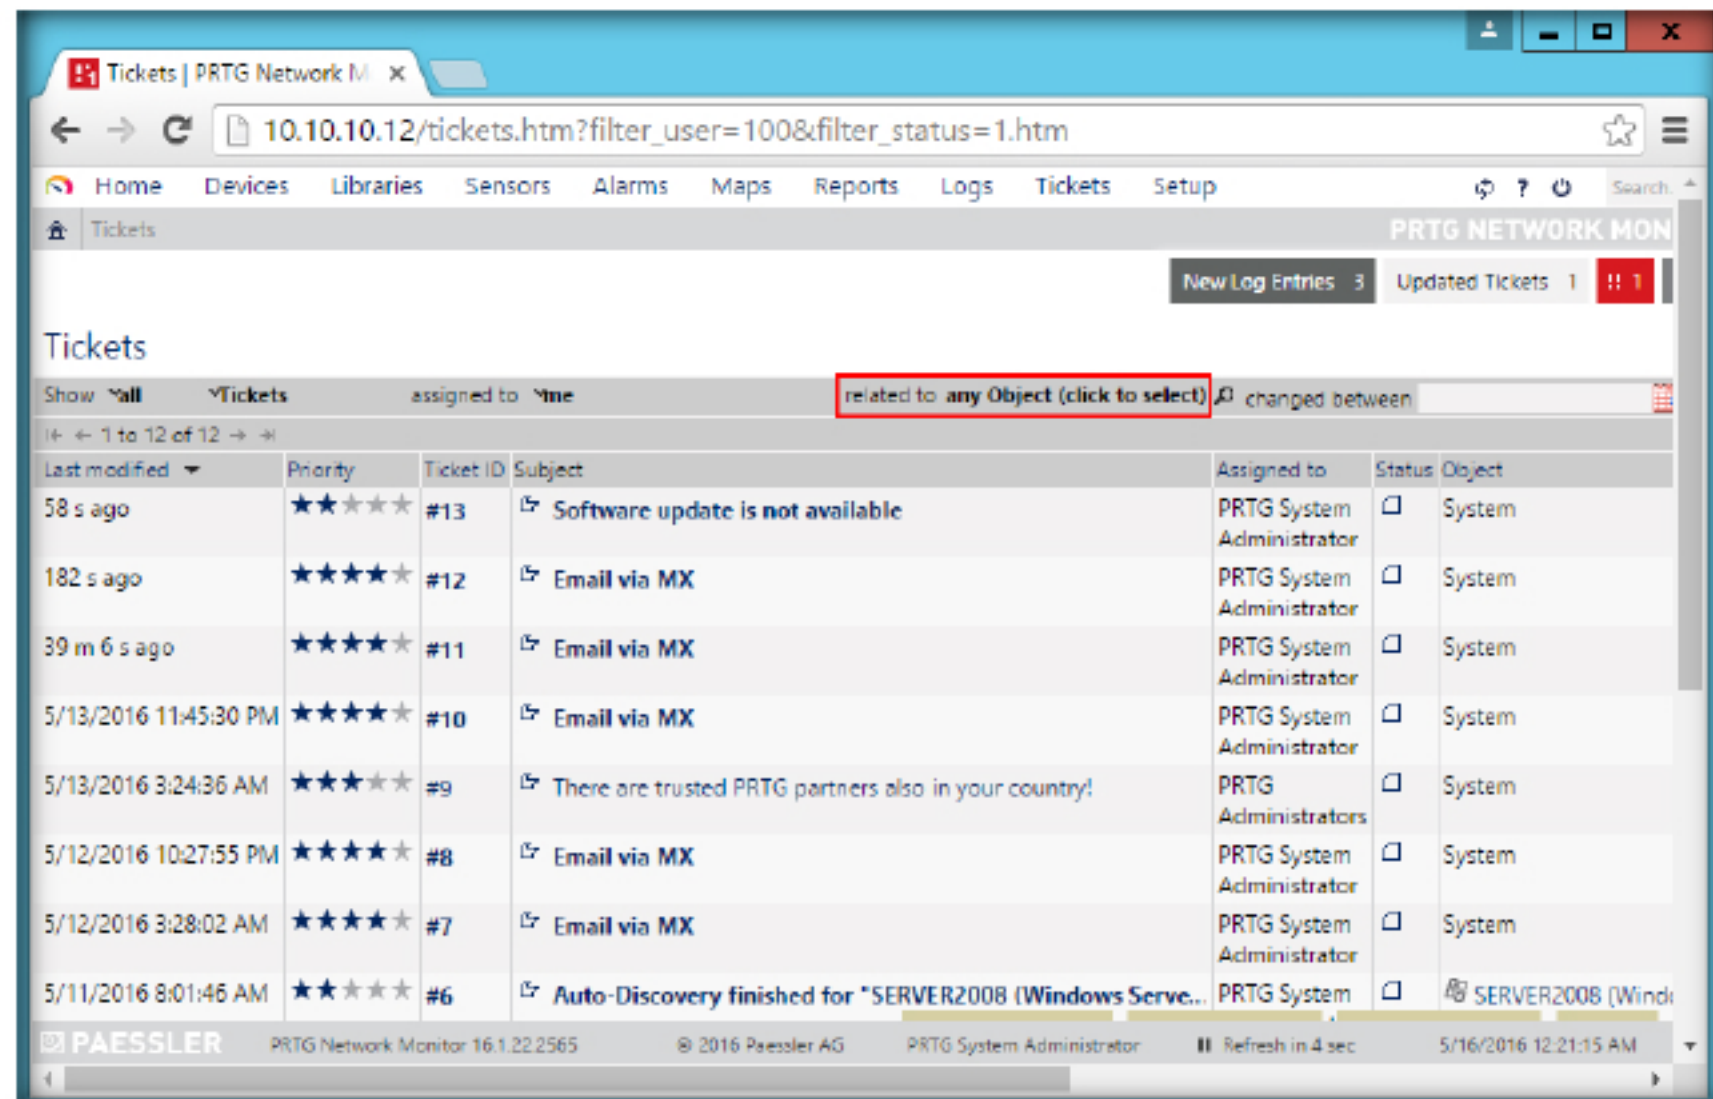 Tickets | PRTG Network M
10.10.10.12/tickets.htm?filter_user=100&filter_status=1.htm
Home Devices Libraries Sensors Alarms Maps Reports Logs Tickets Setup ? Search.
Tickets PRTG NETWORK MON
New Log Entries 3 Updated Tickets 1 !! 1
Tickets
Show all Tickets assigned to me related to any Object (click to select) changed between
1 to 12 of 12
Last modified Priority Ticket ID Subject Assigned to Status Object
58 s ago #13 Software update is not available PRTG System System
Administrator
182 s ago #12 Email via MX PRTG System System
Administrator
39 m 6 s ago #11 Email via MX PRTG System System
Administrator
5/13/2016 11:45:30 PM #10 Email via MX PRTG System System
Administrator
5/13/2016 3:24:36 AM #9 There are trusted PRTG partners also in your country! PRTG System
Administrators
5/12/2016 10:27:55 PM #8 Email via MX PRTG System System
Administrator
5/12/2016 3:28:02 AM #7 Email via MX PRTG System System
Administrator
5/11/2016 8:01:46 AM #6 Auto-Discovery finished for "SERVER2008 (Windows Serve... PRTG System SERVER2008 (Wind
PAESSLER PRTG Network Monitor 16.1.22.2565 © 2016 Paessler AG PRTG System Administrator Refresh in 4 sec 5/16/2016 12:21:15 AM